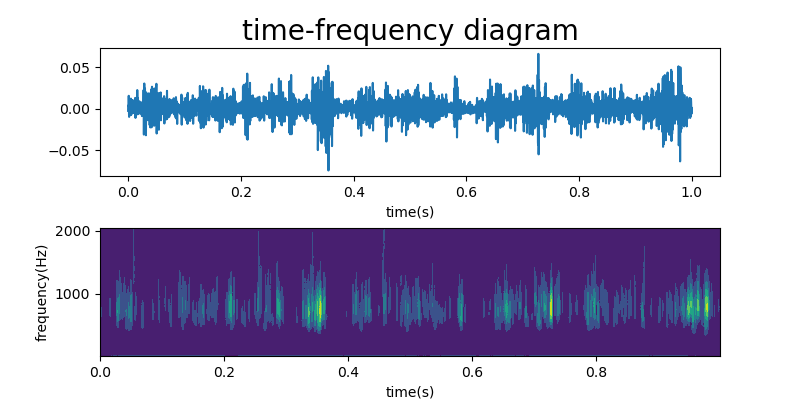 time-frequency diagram
0.05
0.00
−0.05
0.0 0.2 0.4 0.6 0.8 1.0
time(s)
2000
1000
frequency(Hz)
0.0 0.2 0.4 0.6 0.8
time(s)